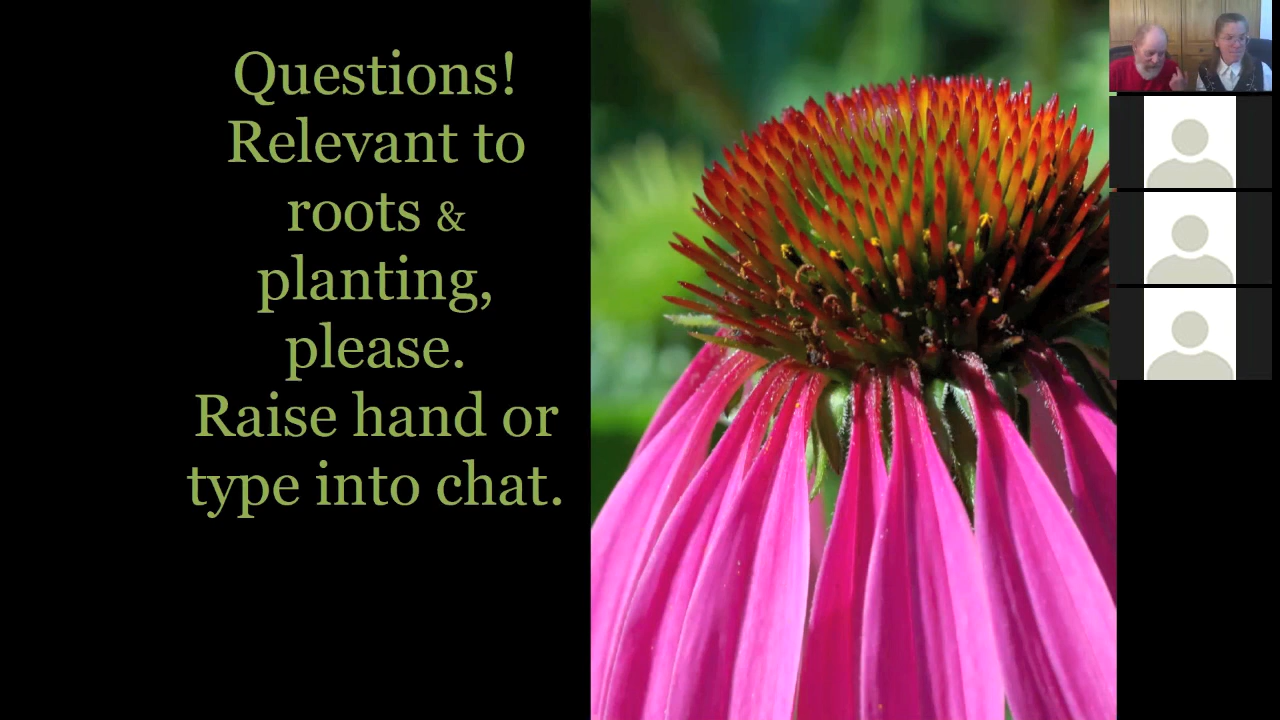 Questions!
Relevant to
roots &
planting,
please.
Raise hand or
type into chat.